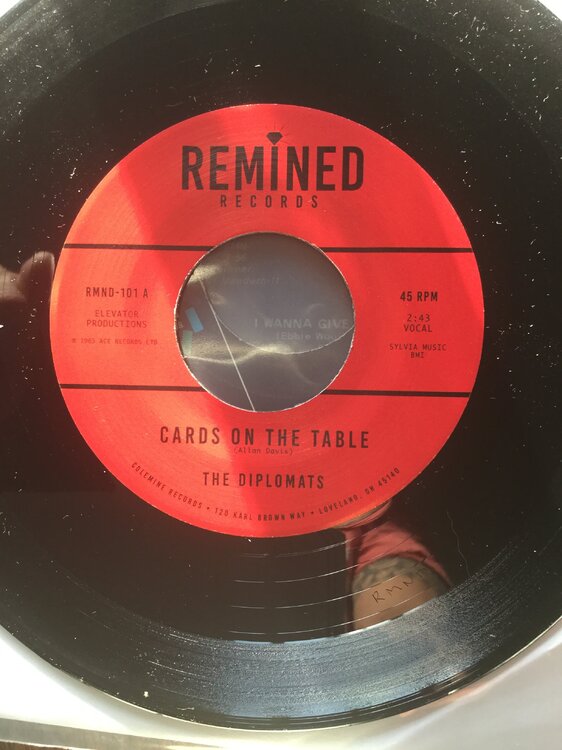 REMINED
RECORDS
RMND-101 A
ELEVATOR
PRODUCTIONS
℗ 1965 ACE RECORDS LTD
45 RPM
2:43
VOCAL
SYLVIA MUSIC
BMI
I WANNA GIVE
CARDS ON THE TABLE
(Allan Davis)
THE DIPLOMATS
COLEMINE RECORDS • 120 KARL BROWN WAY • LOVELAND, OH 45140
RMN